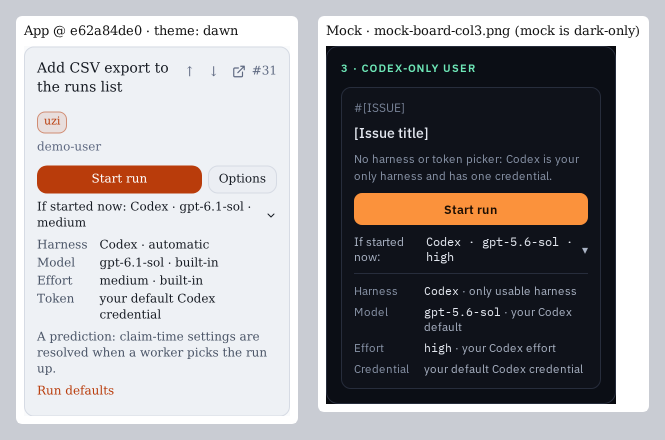 App @ e62a84de0 · theme: dawn
Add CSV export to
the runs list
↑ ↓ #31
uzi
demo-user
Start run
Options
If started now: Codex · gpt-6.1-sol ·
medium
Harness Codex · automatic
Model gpt-6.1-sol · built-in
Effort medium · built-in
Token your default Codex
credential
A prediction: claim-time settings are
resolved when a worker picks the run
up.
Run defaults
Mock · mock-board-col3.png (mock is dark-only)
3 · CODEX-ONLY USER
#[ISSUE]
[Issue title]
No harness or token picker: Codex is your
only harness and has one credential.
Start run
If started now: Codex · gpt-5.6-sol · high ▾
Harness Codex · only usable harness
Model gpt-5.6-sol · your Codex
default
Effort high · your Codex effort
Credential your default Codex credential